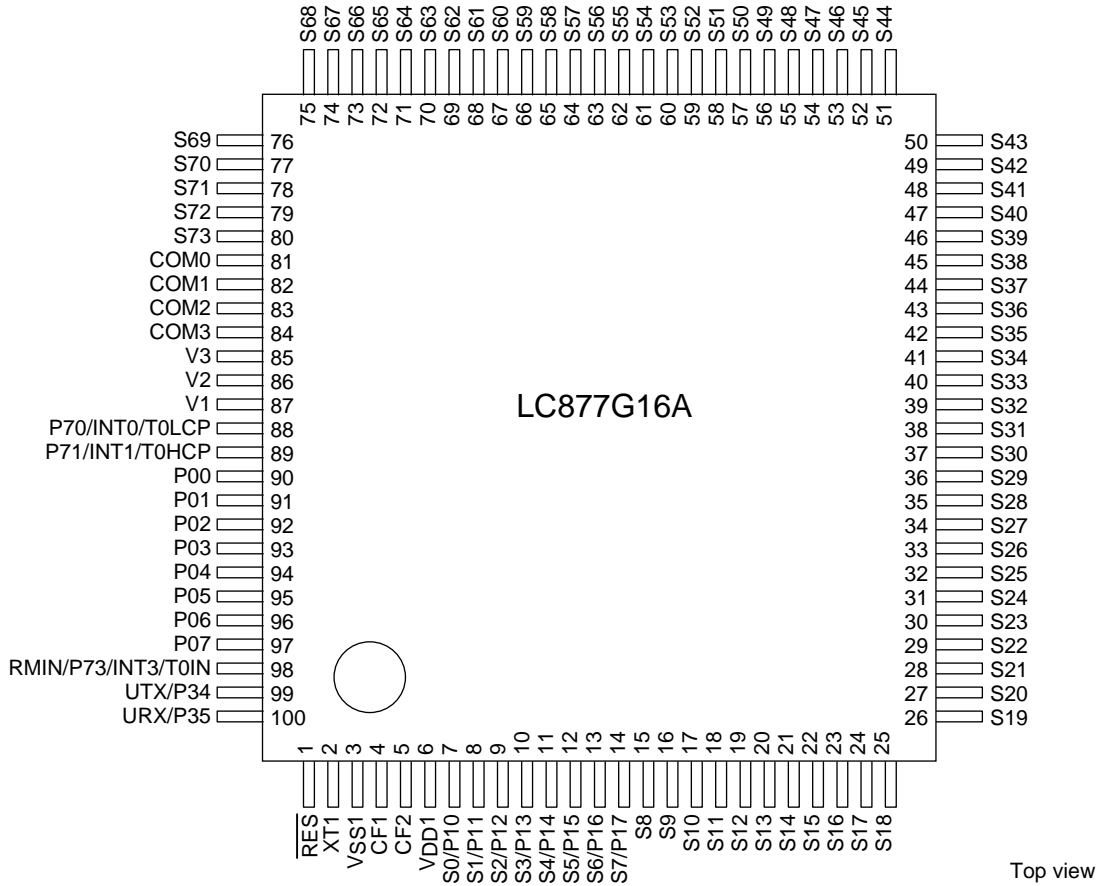 S68 S67 S66 S65 S64 S63 S62 S61 S60 S59 S58 S57 S56 S55 S54 S53 S52 S51 S50 S49 S48 S47 S46 S45 S44
75 74 73 72 71 70 69 68 67 66 65 64 63 62 61 60 59 58 57 56 55 54 53 52 51
S69 76 50 S43
S70 77 49 S42
S71 78 48 S41
S72 79 47 S40
S73 80 46 S39
COM0 81 45 S38
COM1 82 44 S37
COM2 83 43 S36
COM3 84 42 S35
V3 85 41 S34
V2 86 40 S33
V1 87 39 S32
LC877G16A
P70/INT0/T0LCP 88 38 S31
P71/INT1/T0HCP 89 37 S30
P00 90 36 S29
P01 91 35 S28
P02 92 34 S27
P03 93 33 S26
P04 94 32 S25
P05 95 31 S24
P06 96 30 S23
P07 97 29 S22
RMIN/P73/INT3/T0IN 98 28 S21
UTX/P34 99 27 S20
URX/P35 100 26 S19
1 2 3 4 5 6 7 8 9 10 11 12 13 14 15 16 17 18 19 20 21 22 23 24 25
RES XT1 VSS1 CF1 CF2 VDD1 S0/P10 S1/P11 S2/P12 S3/P13 S4/P14 S5/P15 S6/P16 S7/P17 S8 S9 S10 S11 S12 S13 S14 S15 S16 S17 S18
Top view